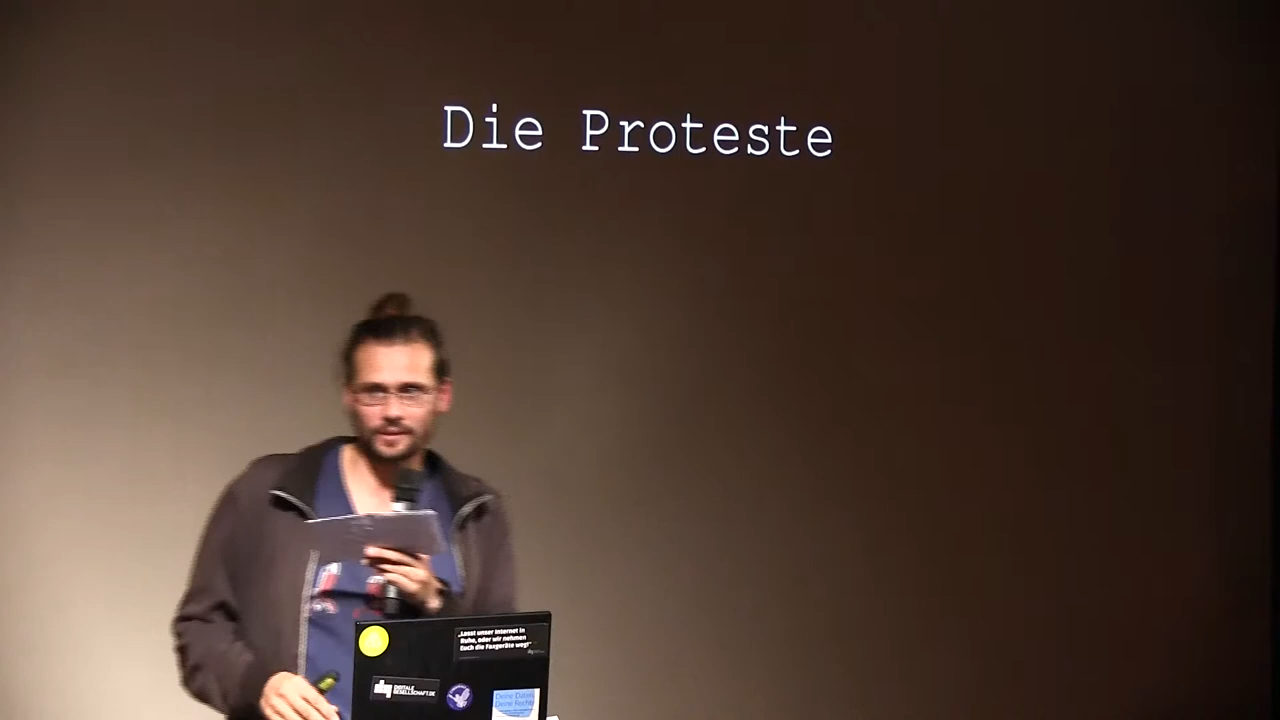 Die Proteste
„Lasst unser Internet in
Ruhe, oder wir nehmen
Euch die Faxgeräte weg!“
DIGITALE
GESELLSCHAFT.DE
Deine Daten
Deine Rechte